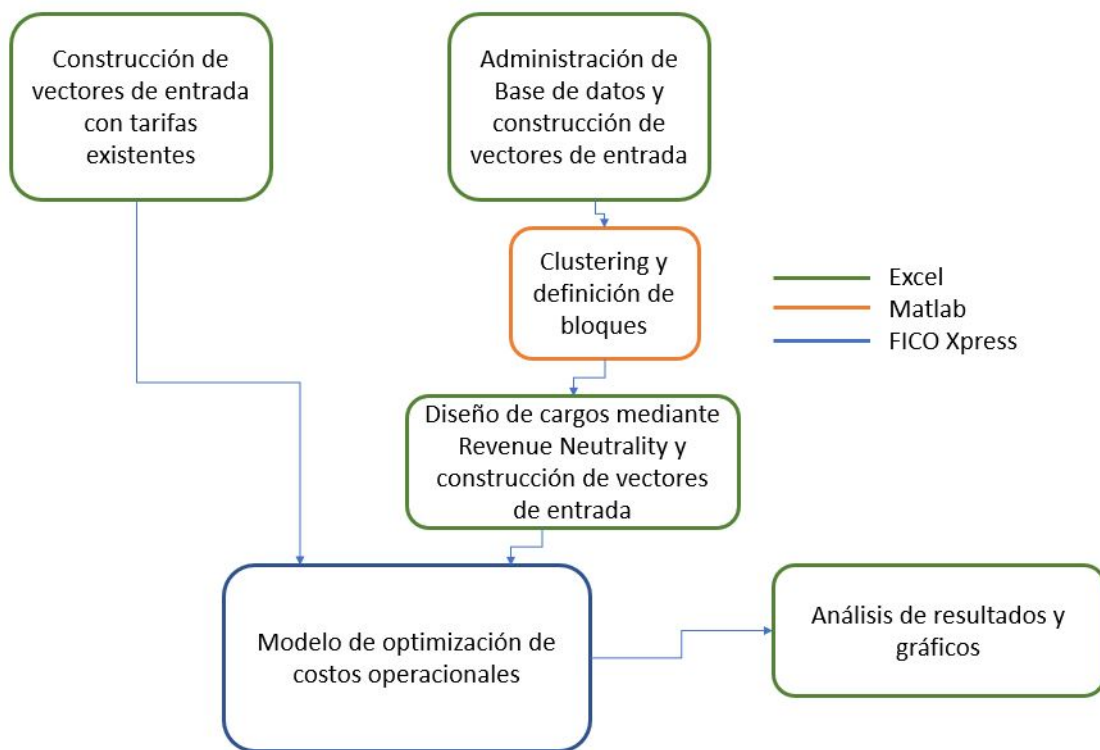 Construcción de
vectores de entrada
con tarifas
existentes
Administración de
Base de datos y
construcción de
vectores de entrada
Clustering y
definición de
bloques
Excel
Matlab
FICO Xpress
Diseño de cargos mediante
Revenue Neutrality y
construcción de vectores
de entrada
Modelo de optimización de
costos operacionales
Análisis de resultados y
gráficos